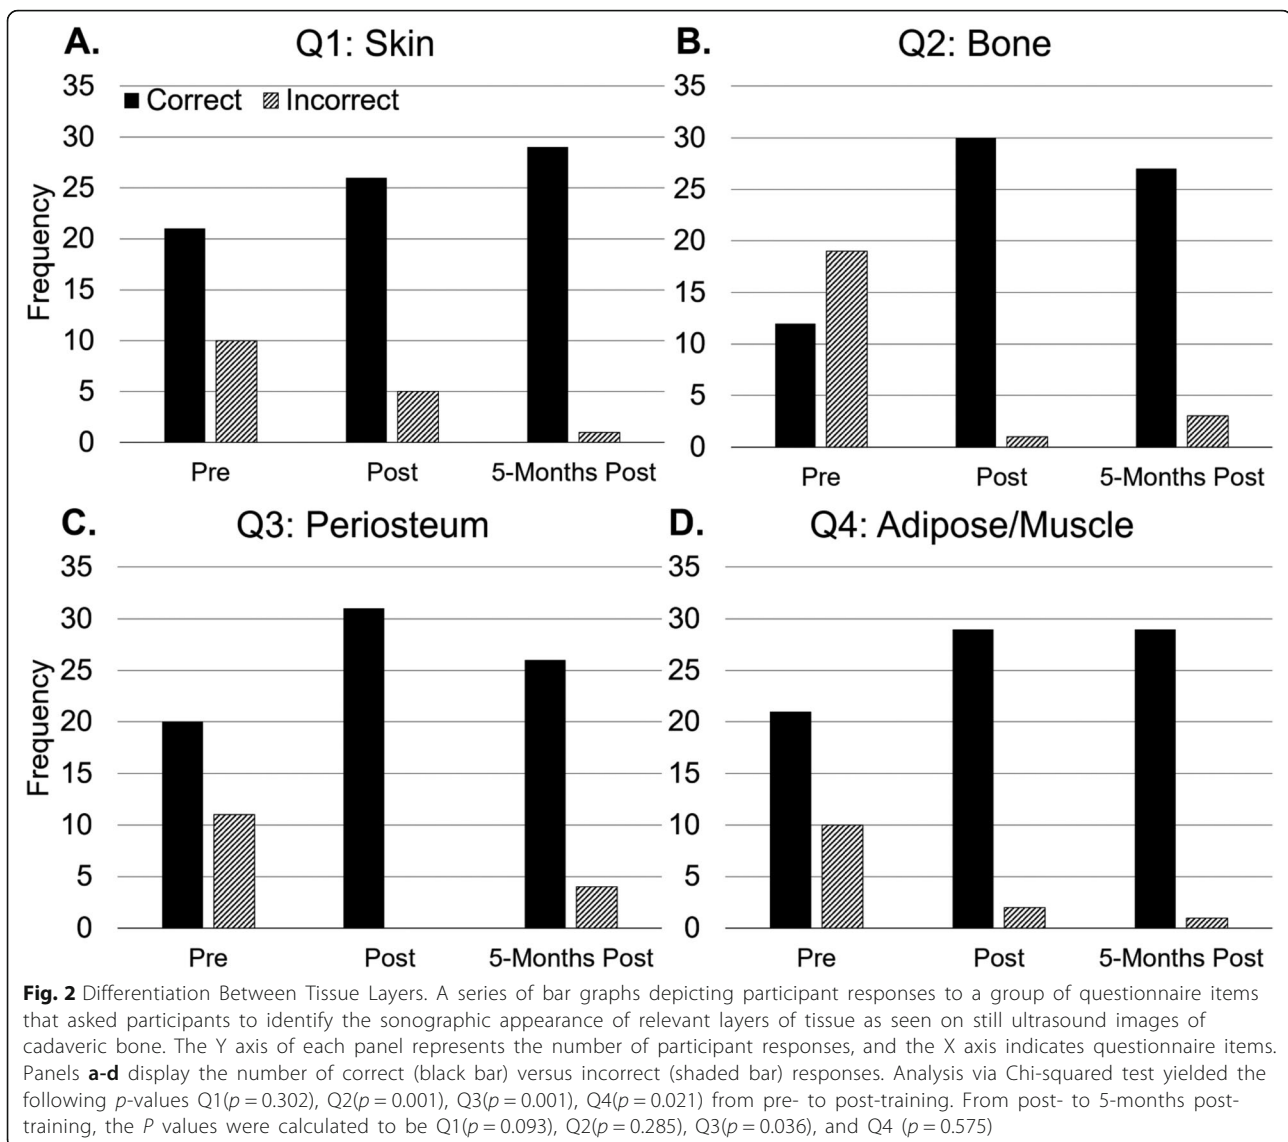 A. Q1: Skin
35
■ Correct ▨ Incorrect
30
25
20
15
10
5
0
Frequency
Pre Post 5-Months Post
B. Q2: Bone
35
30
25
20
15
10
5
0
Pre Post 5-Months Post
C. Q3: Periosteum
35
30
25
20
15
10
5
0
Frequency
Pre Post 5-Months Post
D. Q4: Adipose/Muscle
35
30
25
20
15
10
5
0
Pre Post 5-Months Post
Fig. 2 Differentiation Between Tissue Layers. A series of bar graphs depicting participant responses to a group of questionnaire items
that asked participants to identify the sonographic appearance of relevant layers of tissue as seen on still ultrasound images of
cadaveric bone. The Y axis of each panel represents the number of participant responses, and the X axis indicates questionnaire items.
Panels a-d display the number of correct (black bar) versus incorrect (shaded bar) responses. Analysis via Chi-squared test yielded the
following p-values Q1(p = 0.302), Q2(p = 0.001), Q3(p = 0.001), Q4(p = 0.021) from pre- to post-training. From post- to 5-months post-
training, the P values were calculated to be Q1(p = 0.093), Q2(p = 0.285), Q3(p = 0.036), and Q4 (p = 0.575)